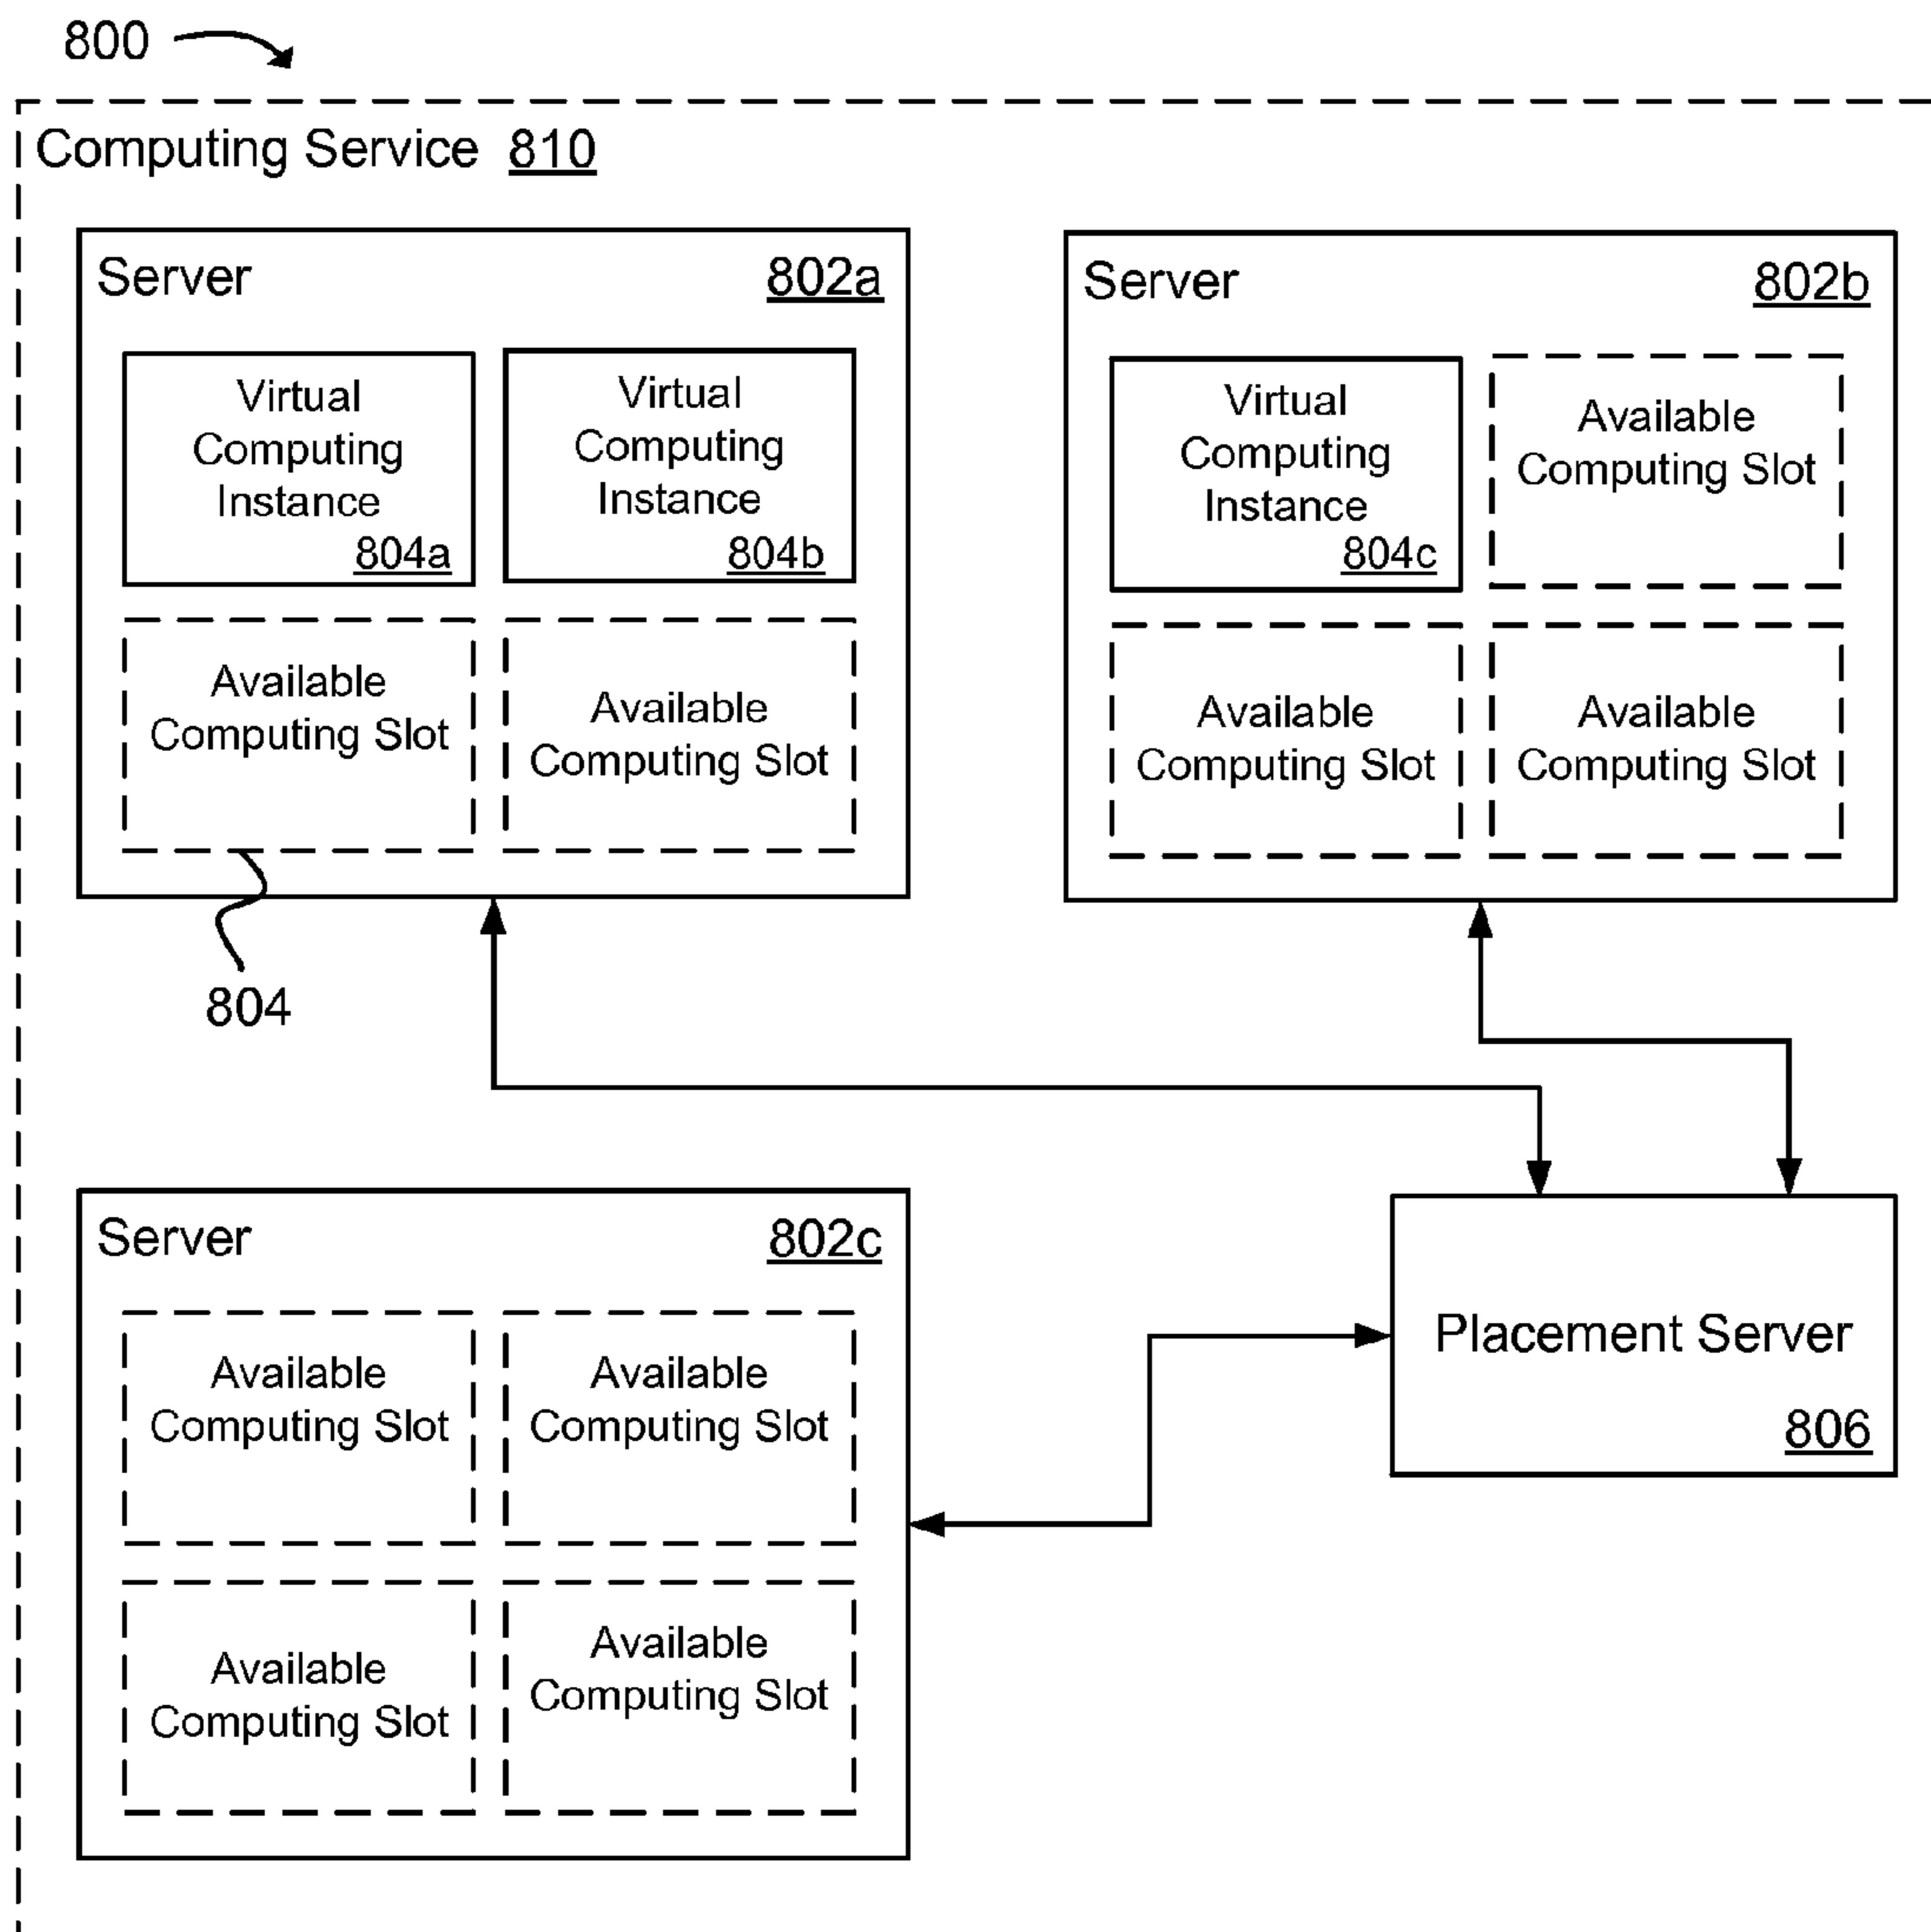 800
Computing Service 810
Server 802a
Virtual
Computing
Instance
804a
Virtual
Computing
Instance
804b
Available
Computing Slot
Available
Computing Slot
804
Server 802b
Virtual
Computing
Instance
804c
Available
Computing Slot
Available
Computing Slot
Available
Computing Slot
Server 802c
Available
Computing Slot
Available
Computing Slot
Available
Computing Slot
Available
Computing Slot
Placement Server
806